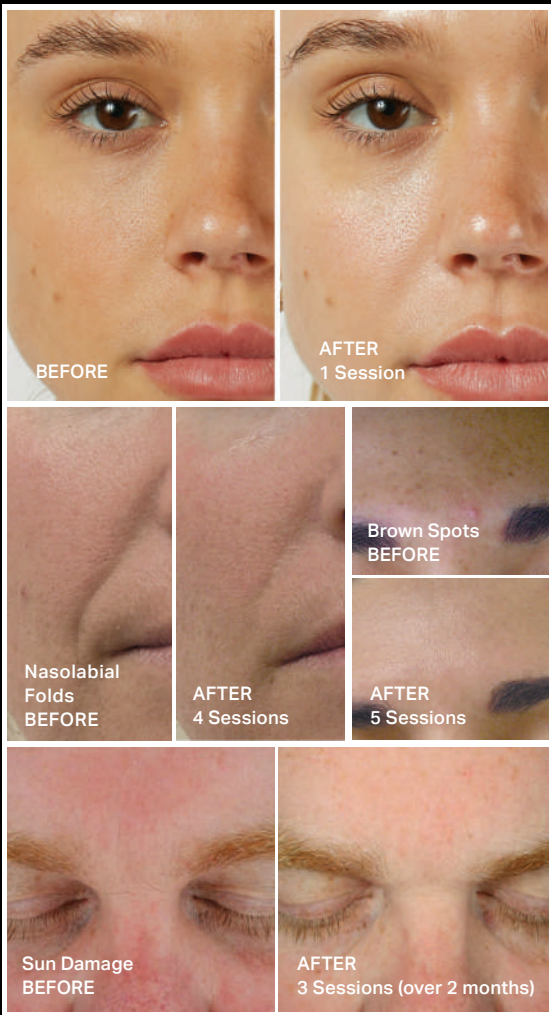 BEFORE
AFTER
1 Session
Nasolabial
Folds
BEFORE
AFTER
4 Sessions
Brown Spots
BEFORE
AFTER
5 Sessions
Sun Damage
BEFORE
AFTER
3 Sessions (over 2 months)